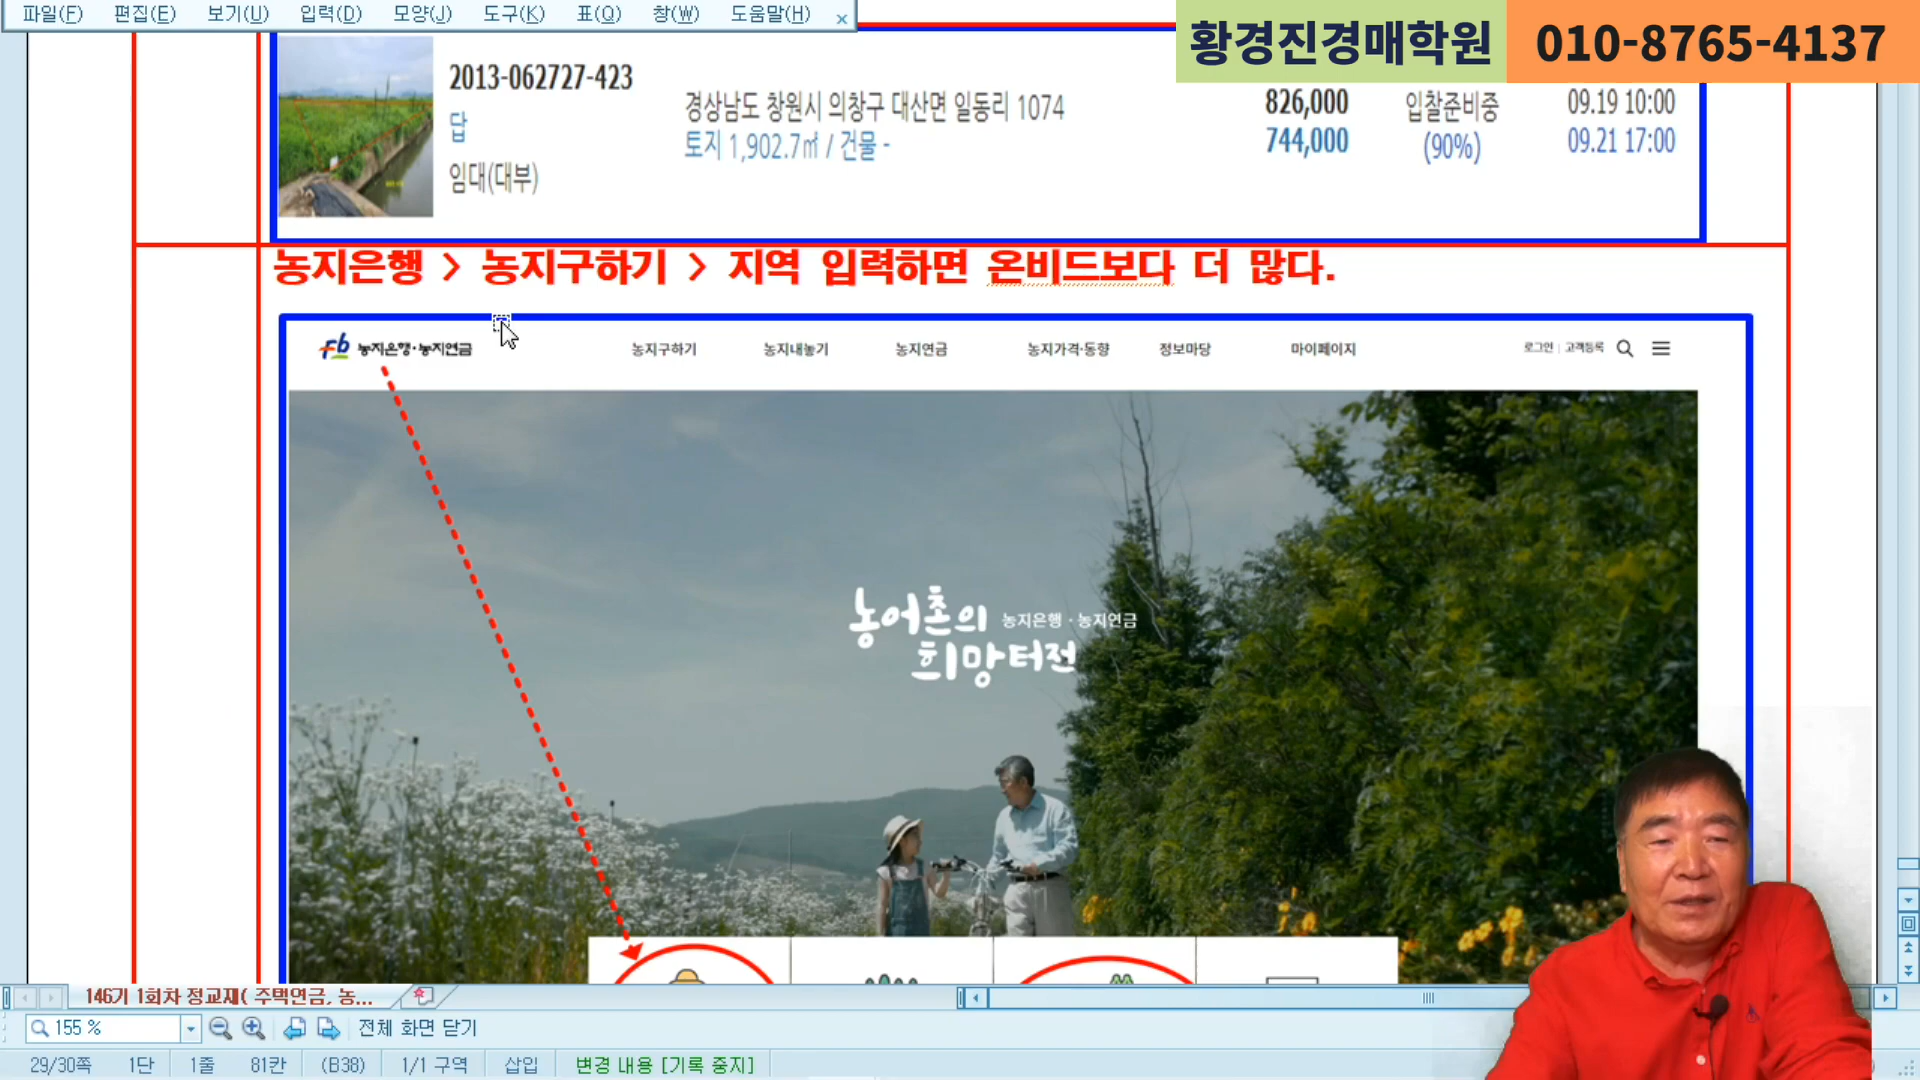 파일(F) 편집(E) 보기(U) 입력(D) 모양(J) 도구(K) 표(Q) 창(W) 도움말(H)
황경진경매학원 010-8765-4137
2013-062727-423
답
임대(대부)
경상남도 창원시 의창구 대산면 일동리 1074
토지 1,902.7㎡ / 건물 -
826,000
744,000
입찰준비중
(90%)
09.19 10:00
09.21 17:00
농지은행 > 농지구하기 > 지역 입력하면 온비드보다 더 많다.
농지은행·농지연금 농지구하기 농지내놓기 농지연금 농지가격·동향 정보마당 마이페이지 로그인 | 고객등록
농어촌의 농지은행·농지연금
희망터전
146기 1회차 정교재( 주택연금, 농...
155 % 전체 화면 닫기
29/30쪽 1단 1줄 81칸 (B38) 1/1 구역 삽입 변경 내용 [기록 중지]